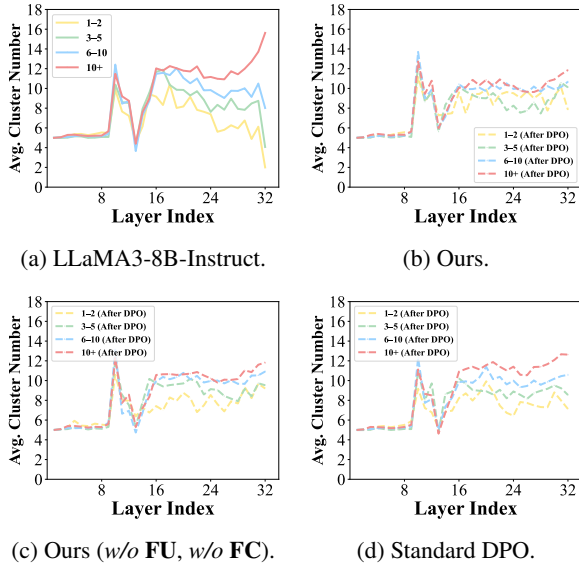 18
16
14
12
10
8
6
4
2
0
Avg. Cluster Number
1–2
3–5
6–10
10+
8 16 24 32
Layer Index
(a) LLaMA3-8B-Instruct.
18
16
14
12
10
8
6
4
2
0
Avg. Cluster Number
1–2 (After DPO)
3–5 (After DPO)
6–10 (After DPO)
10+ (After DPO)
8 16 24 32
Layer Index
(b) Ours.
18
16
14
12
10
8
6
4
2
0
Avg. Cluster Number
1–2 (After DPO)
3–5 (After DPO)
6–10 (After DPO)
10+ (After DPO)
8 16 24 32
Layer Index
(c) Ours (w/o FU, w/o FC).
18
16
14
12
10
8
6
4
2
0
Avg. Cluster Number
1–2 (After DPO)
3–5 (After DPO)
6–10 (After DPO)
10+ (After DPO)
8 16 24 32
Layer Index
(d) Standard DPO.